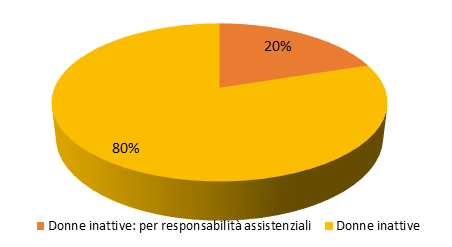 20%
80%
Donne inattive: per responsabilità assistenziali Donne inattive